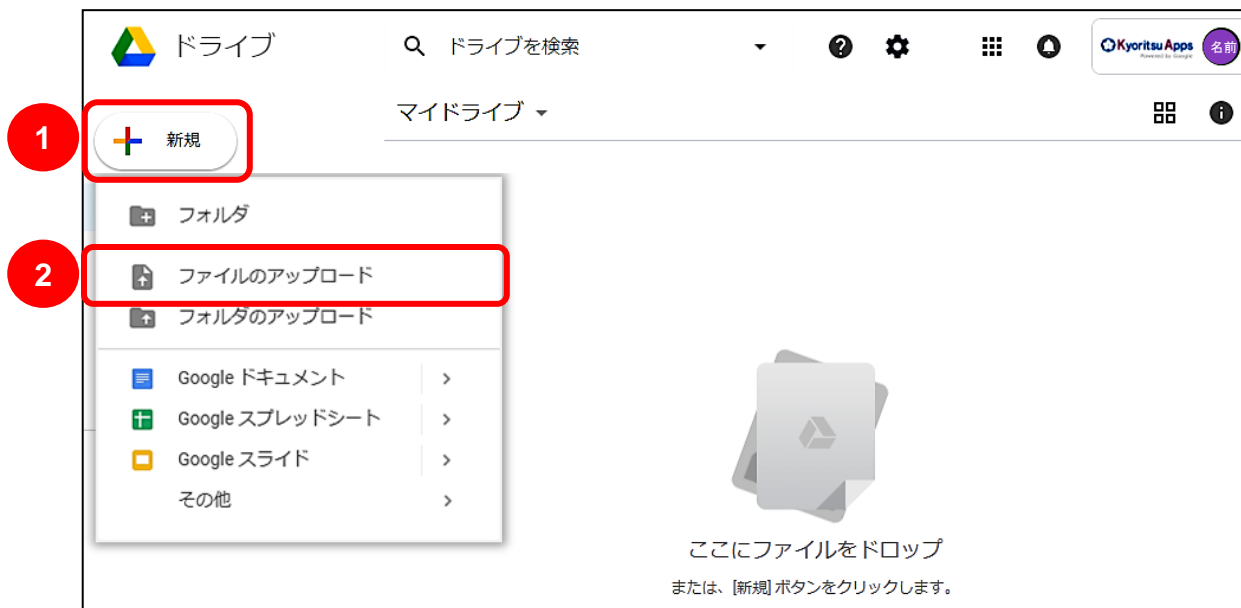 ドライブ
ドライブを検索
Kyoritsu Apps
Powered by Google
名前
マイドライブ
1
新規
フォルダ
2
ファイルのアップロード
フォルダのアップロード
Google ドキュメント
Google スプレッドシート
Google スライド
その他
ここにファイルをドロップ
または、[新規] ボタンをクリックします。